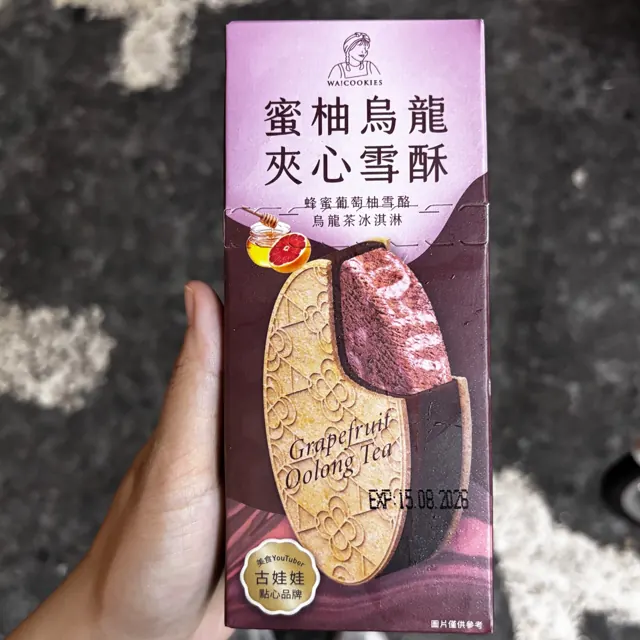 WA!COOKIES
蜜柚烏龍
夾心雪酥
蜂蜜葡萄柚雪酪
烏龍茶冰淇淋
Grapefruit
Oolong Tea
EXP:15.08.2026
美食YouTuber
古娃娃
點心品牌
圖片僅供參考